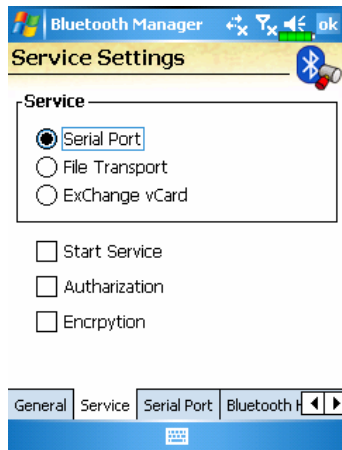 Bluetooth Manager ok
Service Settings
Service
Serial Port
File Transport
ExChange vCard
Start Service
Autharization
Encrpytion
General Service Serial Port Bluetooth H